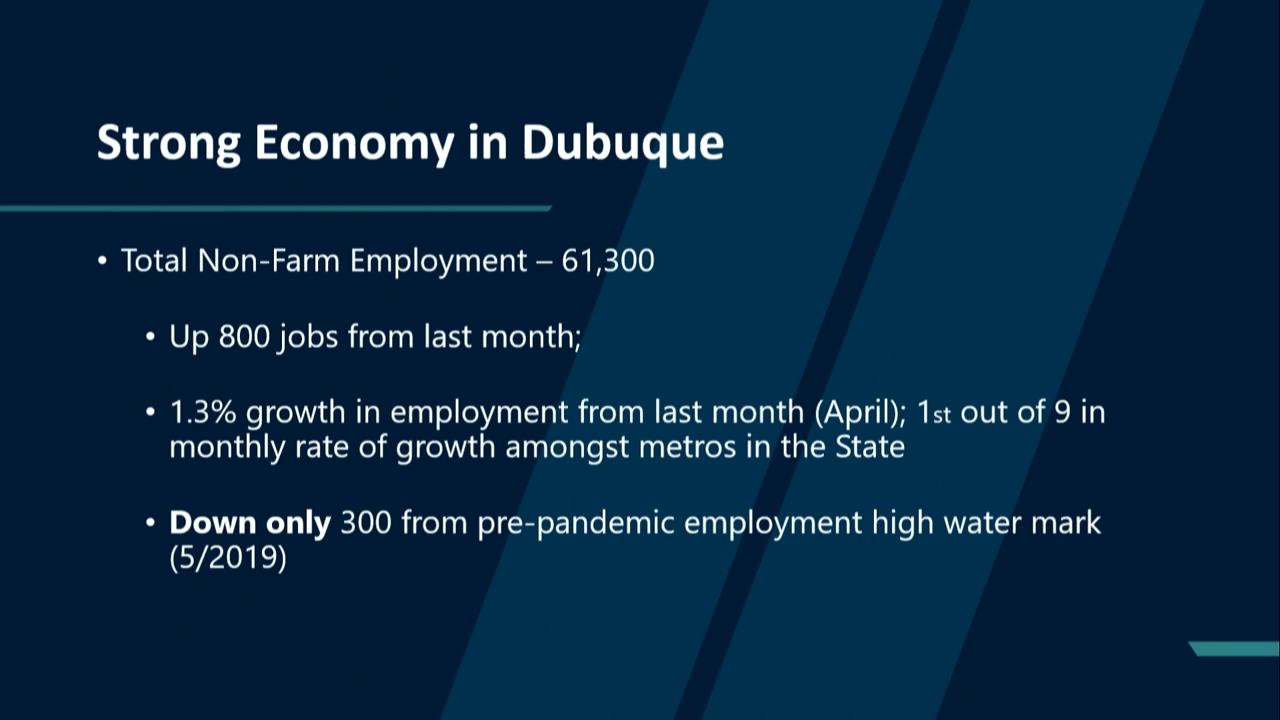 Strong Economy in Dubuque
• Total Non-Farm Employment – 61,300
• Up 800 jobs from last month;
• 1.3% growth in employment from last month (April); 1st out of 9 in
monthly rate of growth amongst metros in the State
• Down only 300 from pre-pandemic employment high water mark
(5/2019)